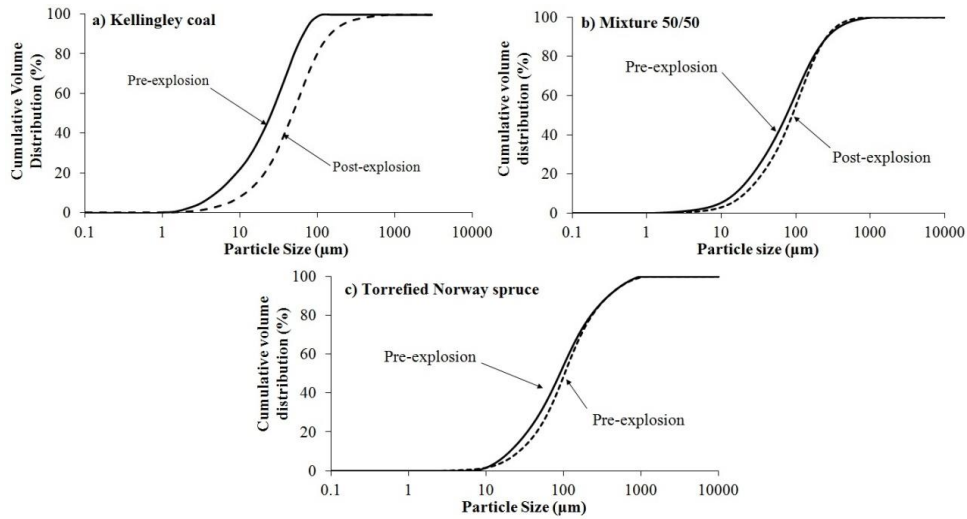 a) Kellingley coal
Cumulative Volume
Distribution (%)
100
80
60
40
20
0
Pre-explosion
Post-explosion
0.1 1 10 100 1000 10000
Particle Size (µm)
b) Mixture 50/50
Cumulative volume
distribution (%)
100
80
60
40
20
0
Pre-explosion
Post-explosion
0.1 1 10 100 1000 10000
Particle size (µm)
c) Torrefied Norway spruce
Cumulative volume
distribution (%)
100
80
60
40
20
0
Pre-explosion
Pre-explosion
0.1 1 10 100 1000 10000
Particle Size (µm)